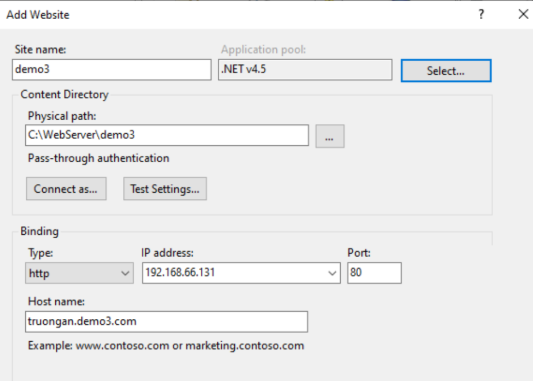 Add Website ? ×
Site name: Application pool:
demo3 .NET v4.5 Select...
Content Directory
Physical path:
C:\WebServer\demo3 ...
Pass-through authentication
Connect as... Test Settings...
Binding
Type: IP address: Port:
http 192.168.66.131 80
Host name:
truongan.demo3.com
Example: www.contoso.com or marketing.contoso.com